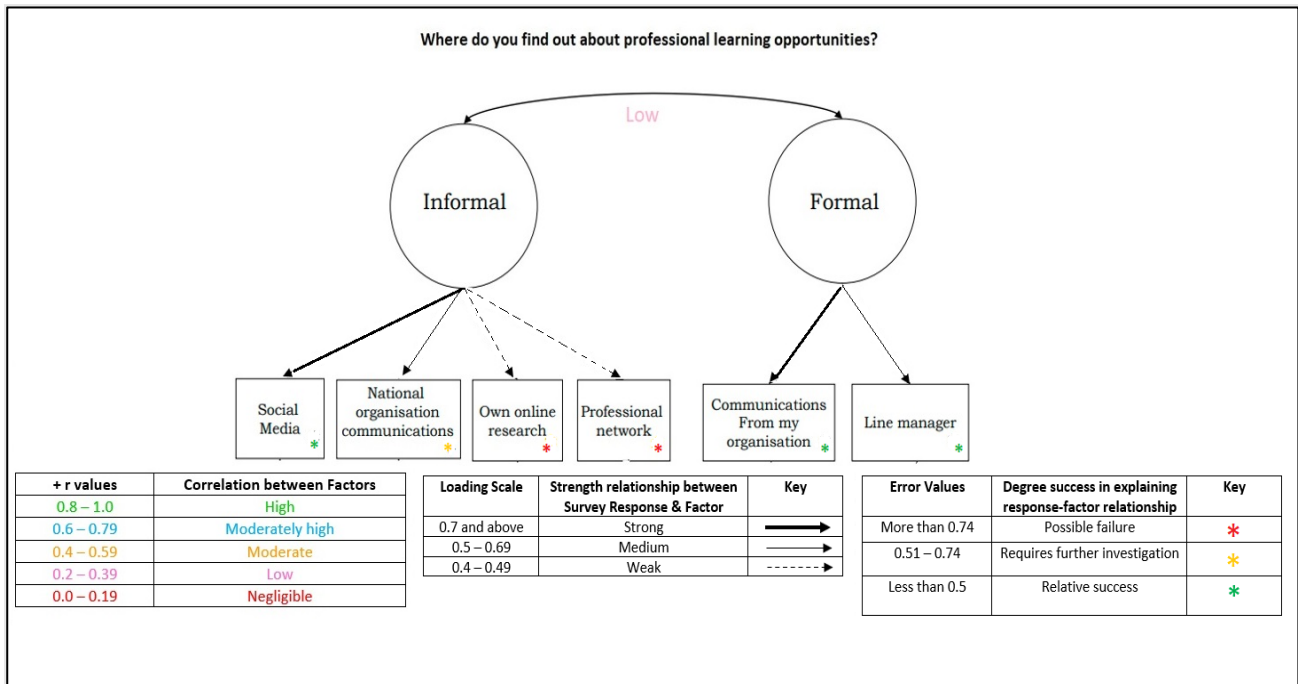 Where do you find out about professional learning opportunities?
Low
Informal
Formal
Social
Media
*
National
organisation
communications
*
Own online
research
*
Professional
network
*
Communications
From my
organisation
*
Line manager
*
+ r values Correlation between Factors
0.8 – 1.0 High
0.6 – 0.79 Moderately high
0.4 – 0.59 Moderate
0.2 – 0.39 Low
0.0 – 0.19 Negligible
Loading Scale Strength relationship between
Survey Response & Factor Key
0.7 and above Strong
0.5 – 0.69 Medium
0.4 – 0.49 Weak
Error Values Degree success in explaining
response-factor relationship Key
More than 0.74 Possible failure *
0.51 – 0.74 Requires further investigation *
Less than 0.5 Relative success *